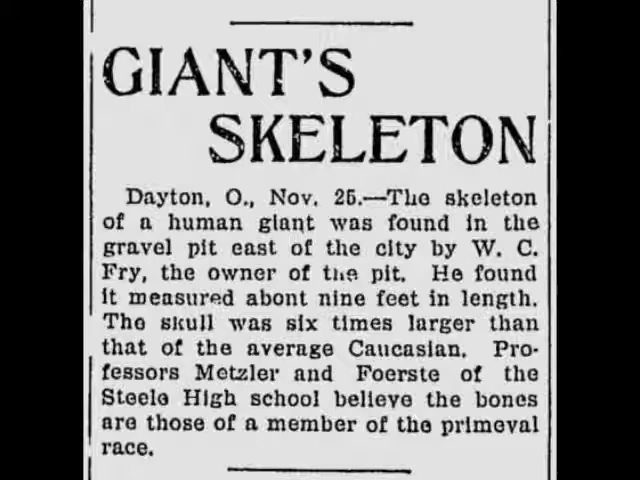 GIANT'S
SKELETON
Dayton, O., Nov. 25.—The skeleton
of a human giant was found in the
gravel pit east of the city by W. C.
Fry, the owner of the pit. He found
it measured abont nine feet in length.
The skull was six times larger than
that of the average Caucasian. Pro-
fessors Metzler and Foerste of the
Steele High school believe the bones
are those of a member of the primeval
race.